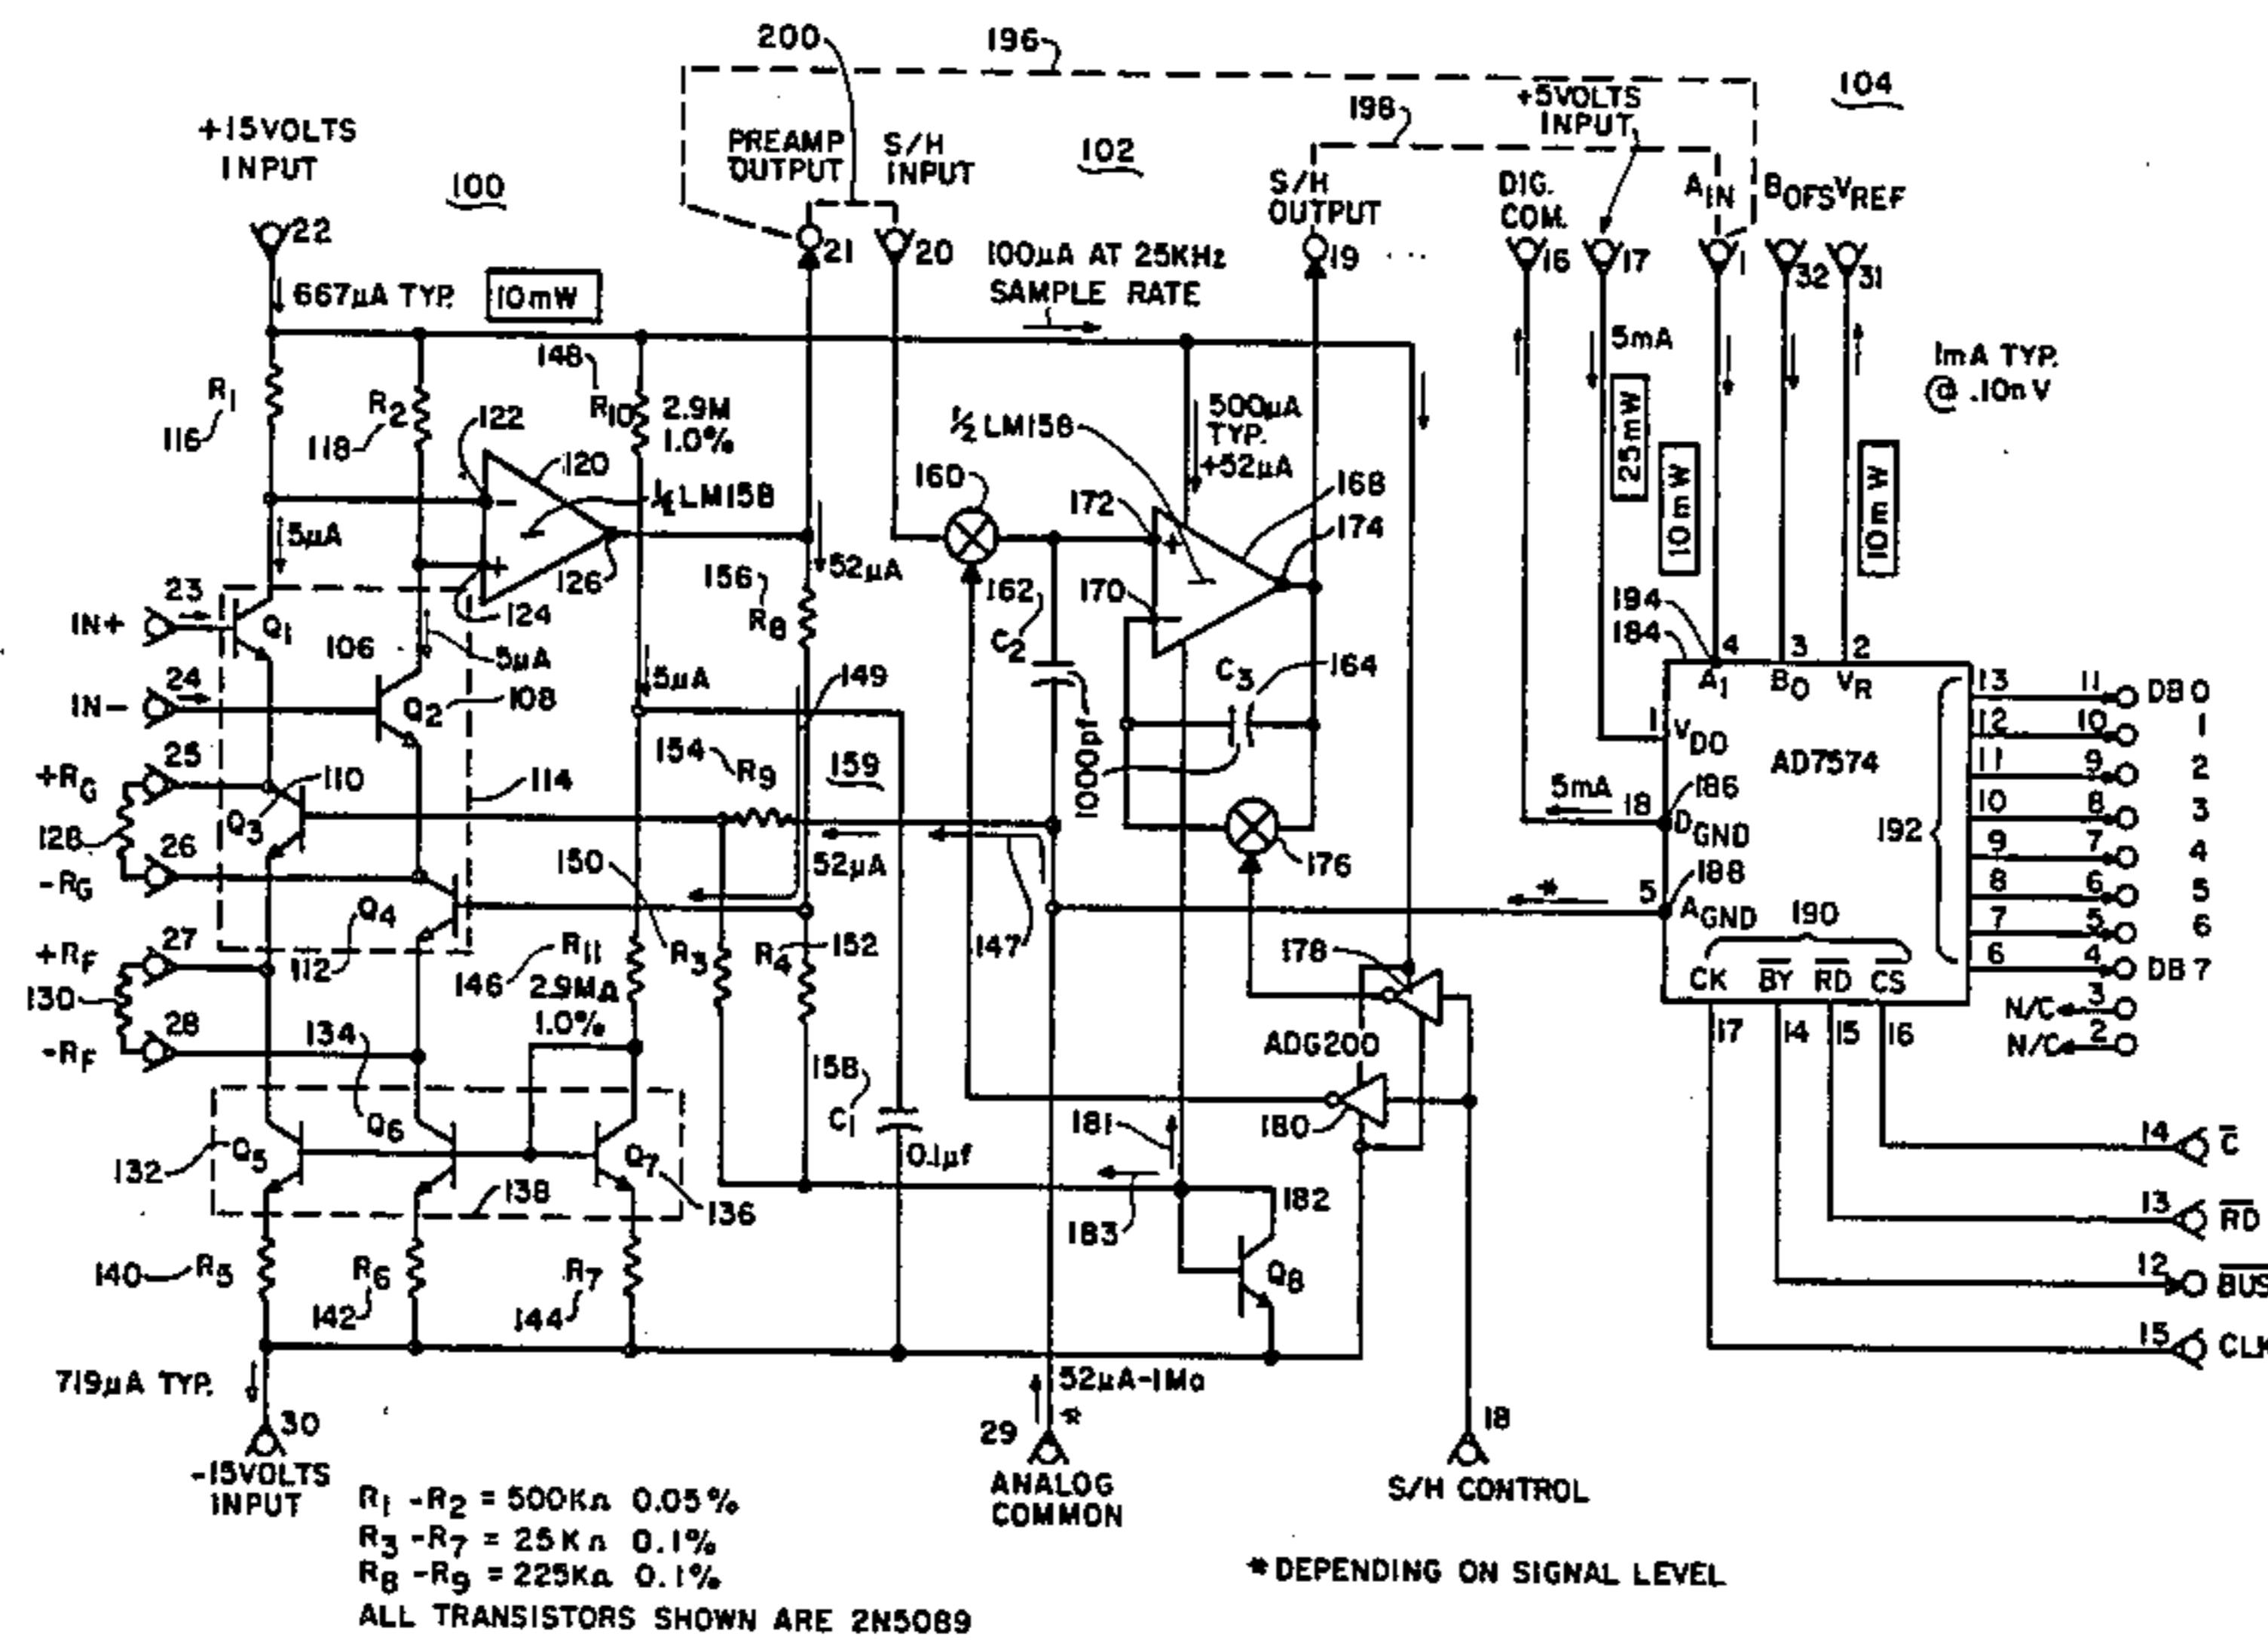 200
196
104
+15VOLTS
INPUT
100
PREAMP
OUTPUT
S/H
INPUT
102
198
+5VOLTS
INPUT
S/H
OUTPUT
DIG.
COM.
AIN
BOFS
VREF
22
21
20
19
16
17
1
32
31
667µA TYP.
10mW
100µA AT 25KHz
SAMPLE RATE
5mA
1mA TYP.
@ .10nV
R1
116
R2
118
148
R10
2.9M
1.0%
122
120
½ LM158
-
+
124
126
52µA
156
R8
160
½ LM158
500µA
TYP.
+52µA
172
168
174
170
+
-
162
C2
1000pf
C3
164
176
25mW
10mW
10mW
5µA
23
IN+
Q1
106
5µA
24
IN-
Q2
108
5µA
149
154
R9
159
25
+RG
110
114
Q3
128
26
-RG
Q4
112
150
52µA
147
27
+RF
130
28
-RF
R11
146
2.9MΩ
1.0%
R3
R4
152
134
158
C1
0.1µf
132
Q5
Q6
Q7
138
136
140
R5
R6
142
R7
144
181
183
182
Q8
178
ADG200
180
194
184
4
3
2
A1
BO
VR
1
VDO
AD7574
5mA
18
186
DGND
*
5
188
AGND
192
190
CK
BY
RD
CS
17
14
15
16
13
11
DB 0
12
10
1
11
9
2
10
8
3
9
7
4
8
6
5
7
5
6
6
4
DB 7
N/C
3
N/C
2
14
C
13
RD
12
BUS
15
719µA TYP.
30
-15VOLTS
INPUT
52µA-1Ma
*
29
ANALOG
COMMON
18
S/H CONTROL
R1 -R2 = 500KΩ 0.05%
R3 -R7 = 25KΩ 0.1%
R8 -R9 = 225KΩ 0.1%
ALL TRANSISTORS SHOWN ARE 2N5089
*DEPENDING ON SIGNAL LEVEL